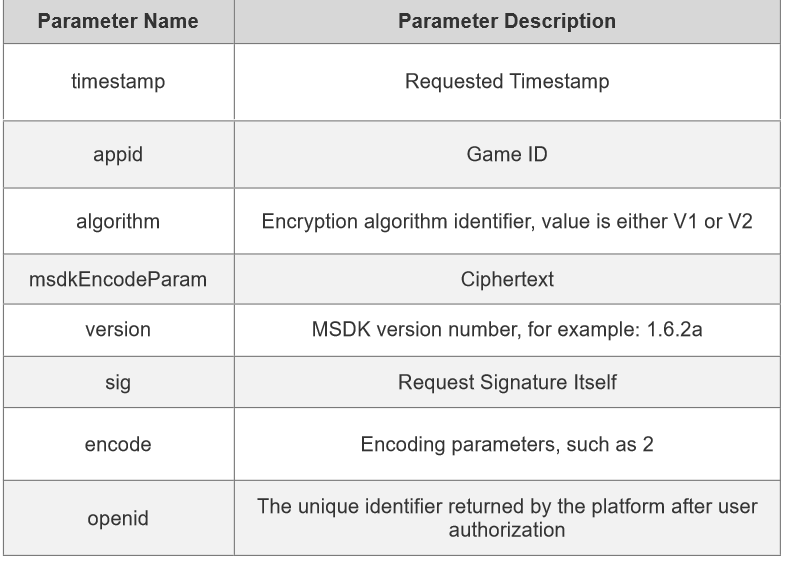 Parameter Name Parameter Description
timestamp Requested Timestamp
appid Game ID
algorithm Encryption algorithm identifier, value is either V1 or V2
msdkEncodeParam Ciphertext
version MSDK version number, for example: 1.6.2a
sig Request Signature Itself
encode Encoding parameters, such as 2
openid The unique identifier returned by the platform after user
authorization